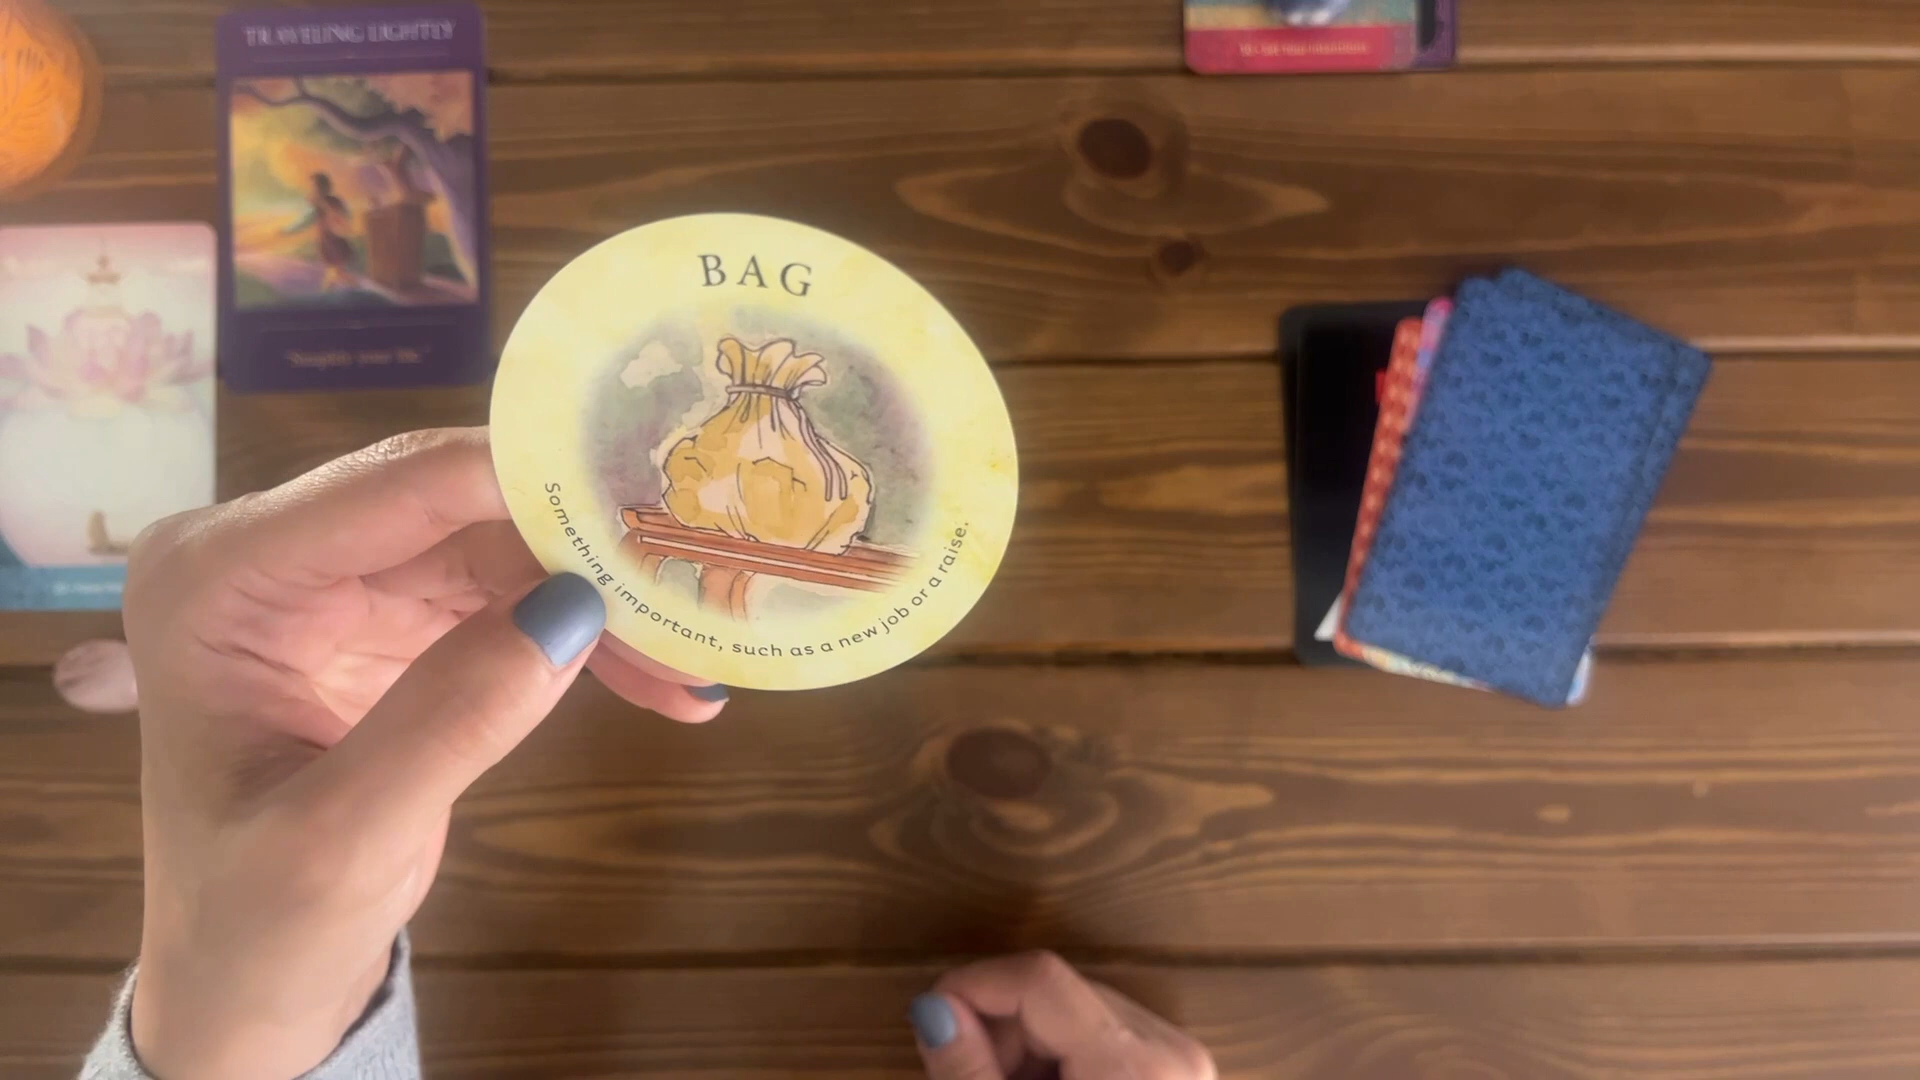 TRAVELING LIGHTLY
"Simplify your life."
BAG
Something important, such as a new job or a raise.